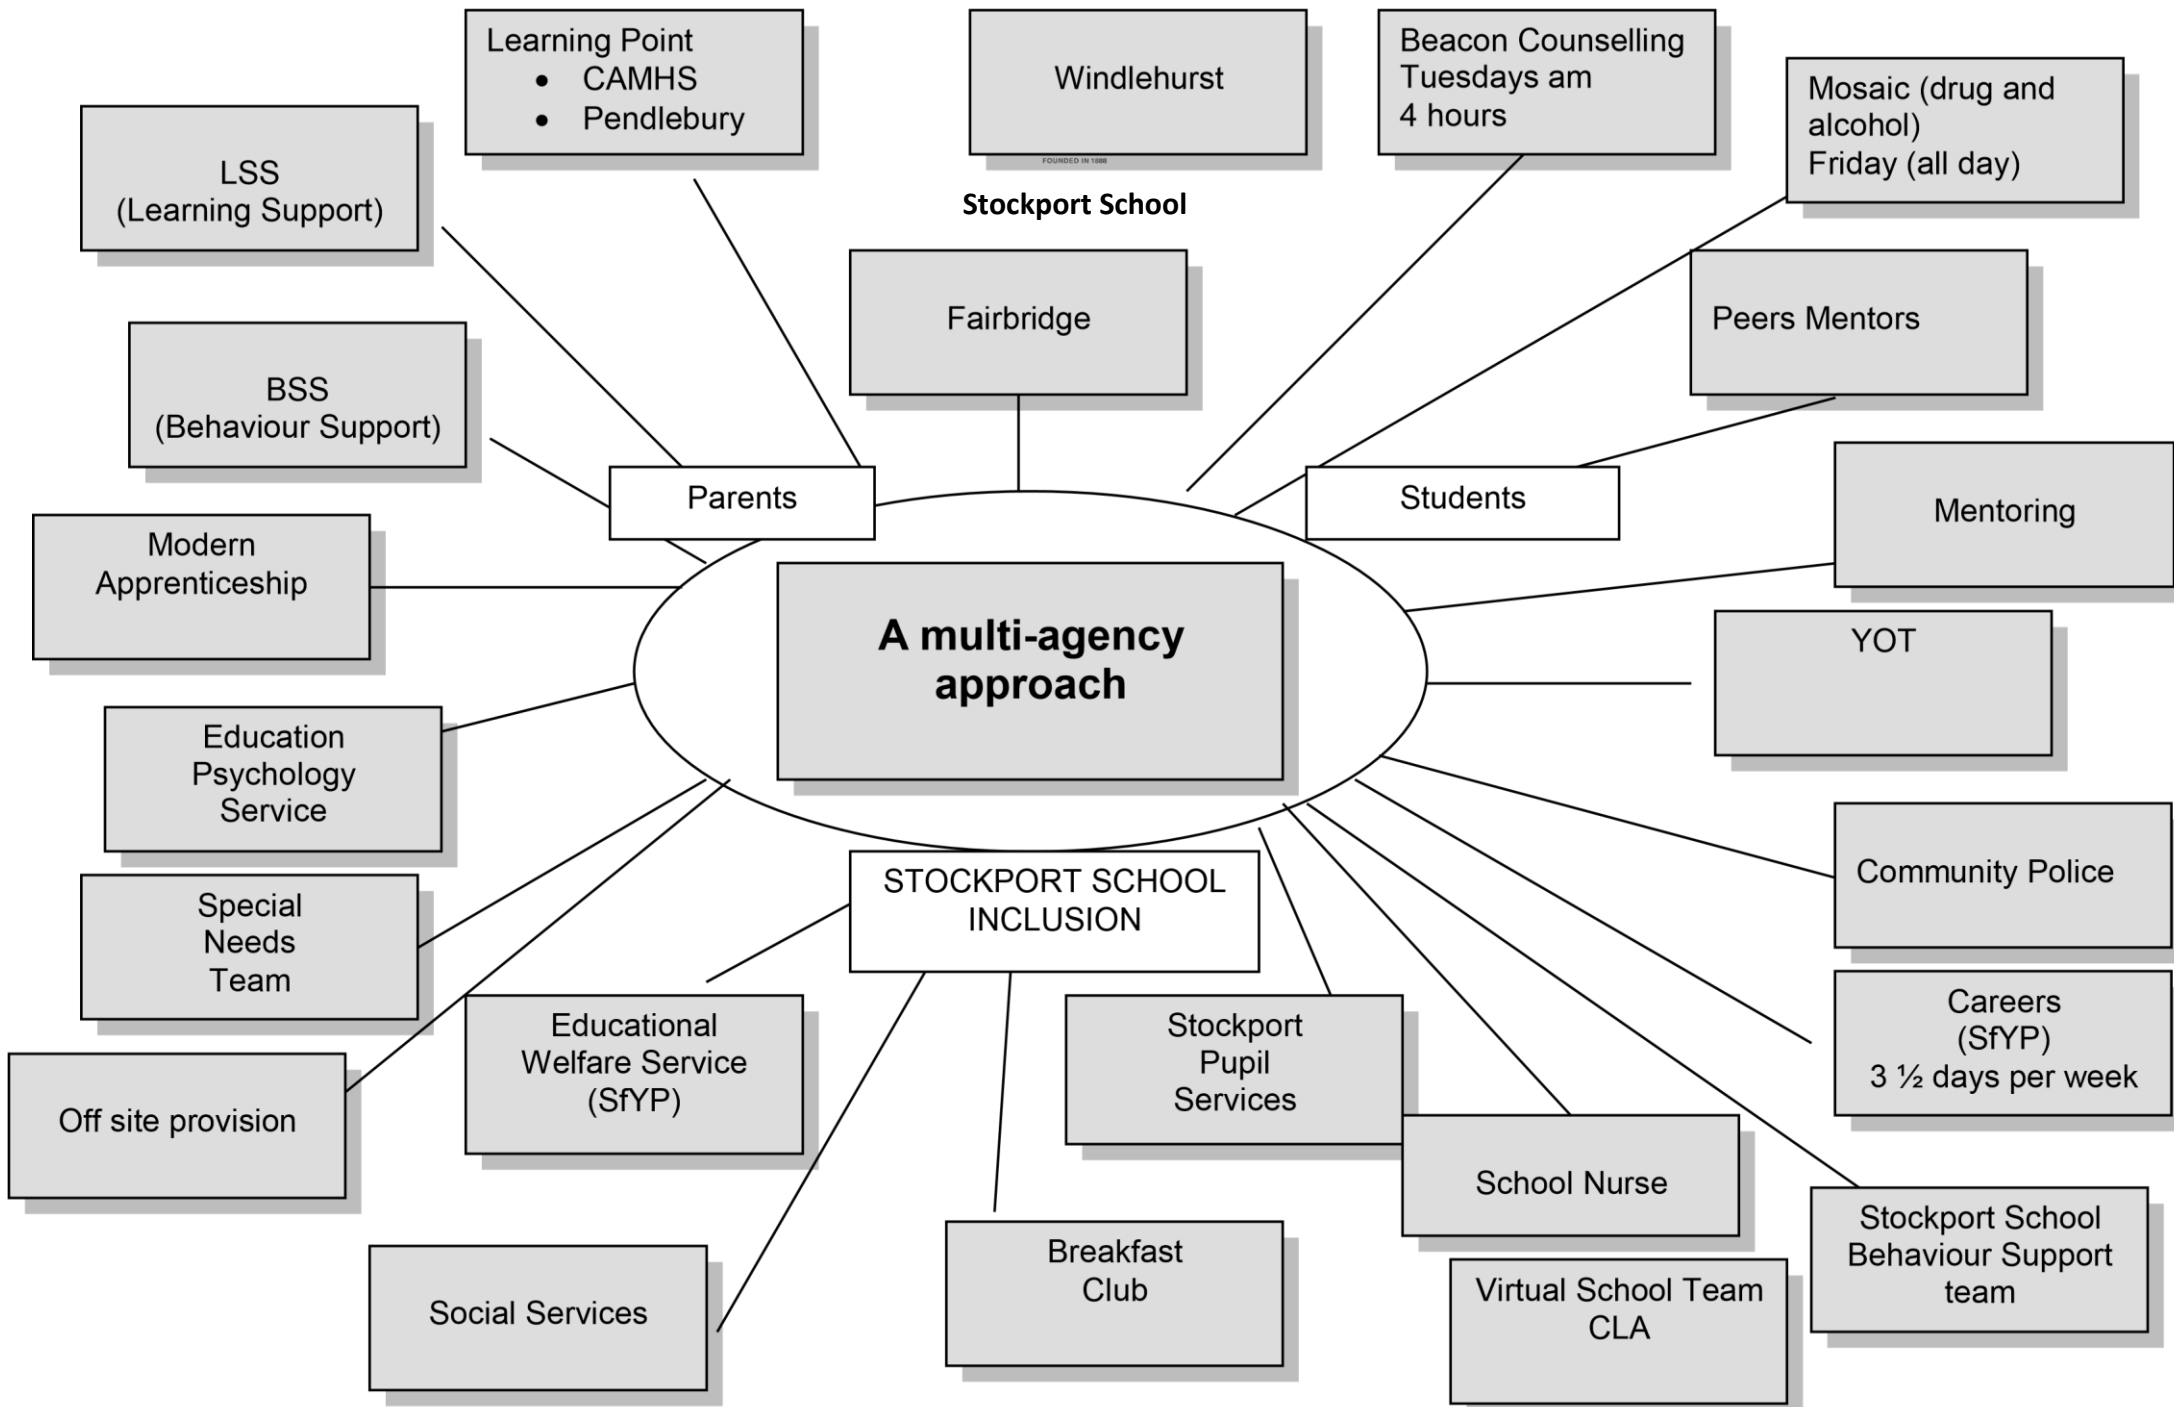 Learning Point
• CAMHS
• Pendlebury
Windlehurst
Beacon Counselling
Tuesdays am
4 hours
Mosaic (drug and
alcohol)
Friday (all day)
LSS
(Learning Support)
FOUNDED IN 1888
Stockport School
Fairbridge
Peers Mentors
BSS
(Behaviour Support)
Parents
Students
Mentoring
Modern
Apprenticeship
A multi-agency
approach
YOT
Education
Psychology
Service
Community Police
STOCKPORT SCHOOL
INCLUSION
Special
Needs
Team
Educational
Welfare Service
(SfYP)
Stockport
Pupil
Services
Careers
(SfYP)
3 ½ days per week
Off site provision
School Nurse
Stockport School
Behaviour Support
team
Social Services
Breakfast
Club
Virtual School Team
CLA